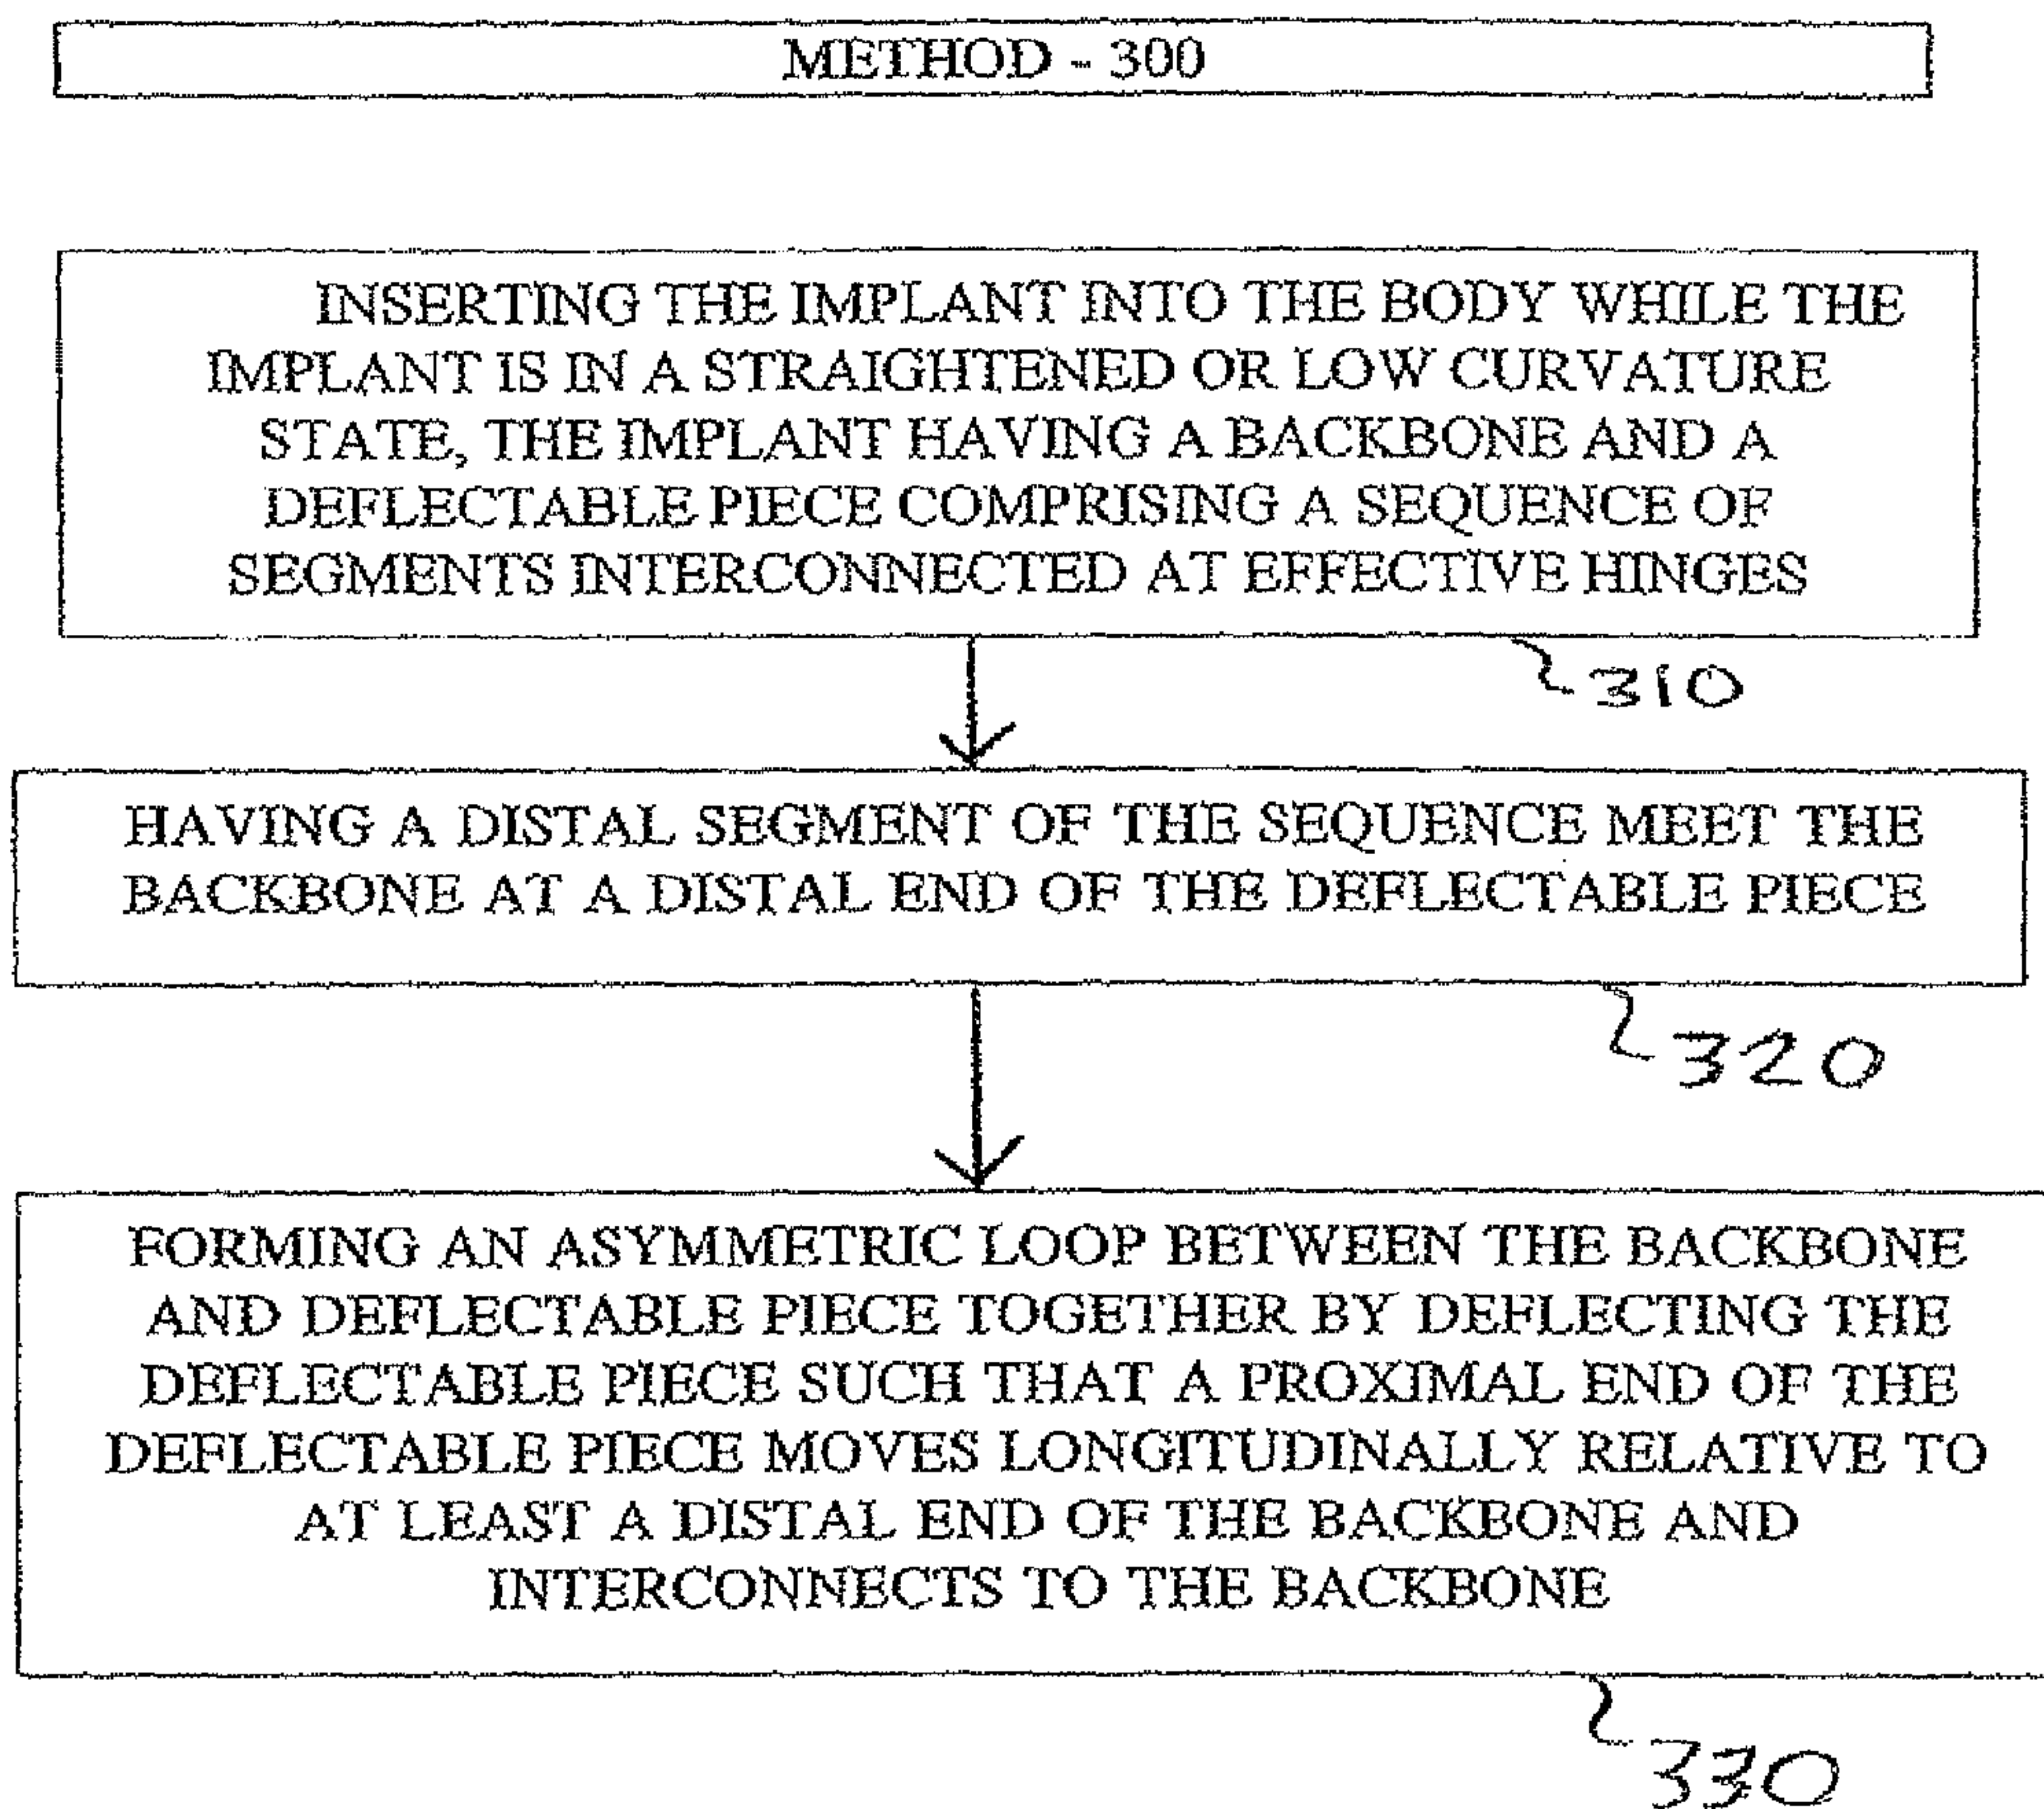 METHOD - 300
INSERTING THE IMPLANT INTO THE BODY WHILE THE
IMPLANT IS IN A STRAIGHTENED OR LOW CURVATURE
STATE, THE IMPLANT HAVING A BACKBONE AND A
DEFLECTABLE PIECE COMPRISING A SEQUENCE OF
SEGMENTS INTERCONNECTED AT EFFECTIVE HINGES
310
HAVING A DISTAL SEGMENT OF THE SEQUENCE MEET THE
BACKBONE AT A DISTAL END OF THE DEFLECTABLE PIECE
320
FORMING AN ASYMMETRIC LOOP BETWEEN THE BACKBONE
AND DEFLECTABLE PIECE TOGETHER BY DEFLECTING THE
DEFLECTABLE PIECE SUCH THAT A PROXIMAL END OF THE
DEFLECTABLE PIECE MOVES LONGITUDINALLY RELATIVE TO
AT LEAST A DISTAL END OF THE BACKBONE AND
INTERCONNECTS TO THE BACKBONE
330